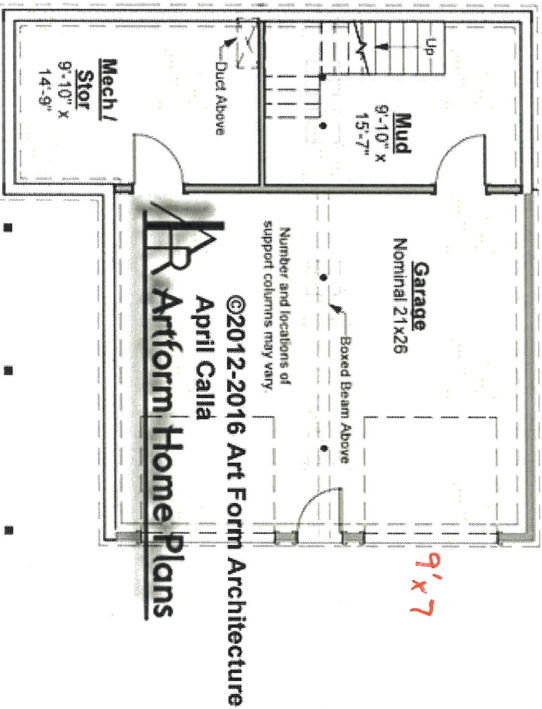 Up
Mud
9'-10" x
15'-7"
Mech /
Stor
9'-10" x
14'-9"
Duct Above
Garage
Nominal 21x26
Boxed Beam Above
Number and locations of
support columns may vary.
©2012-2016 Art Form Architecture
April Calla
Artform Home Plans
9'x7